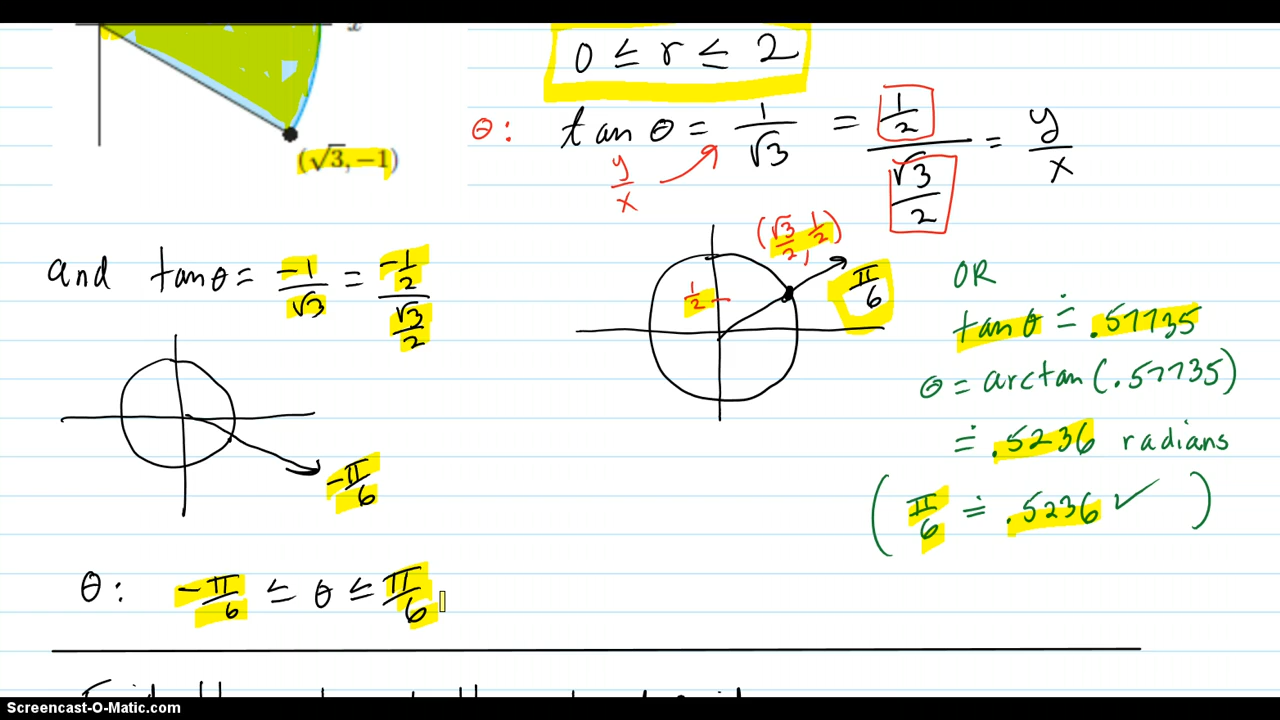 x
0 ≤ r ≤ 2
(√3, −1)
θ: tan θ = 1/√3 = (1/2)/(√3/2) = y/x
y/x
and tan θ = −1/√3 = (−1/2)/(√3/2)
(√3/2, 1/2)
1/2
π/6
OR
tan θ ≐ .57735
θ = arctan(.57735)
≐ .5236 radians
(π/6 ≐ .5236 ✓)
−π/6
θ: −π/6 ≤ θ ≤ π/6
Screencast-O-Matic.com